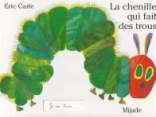 Eric Carle
La chenille
qui fait
des trous
Mijade